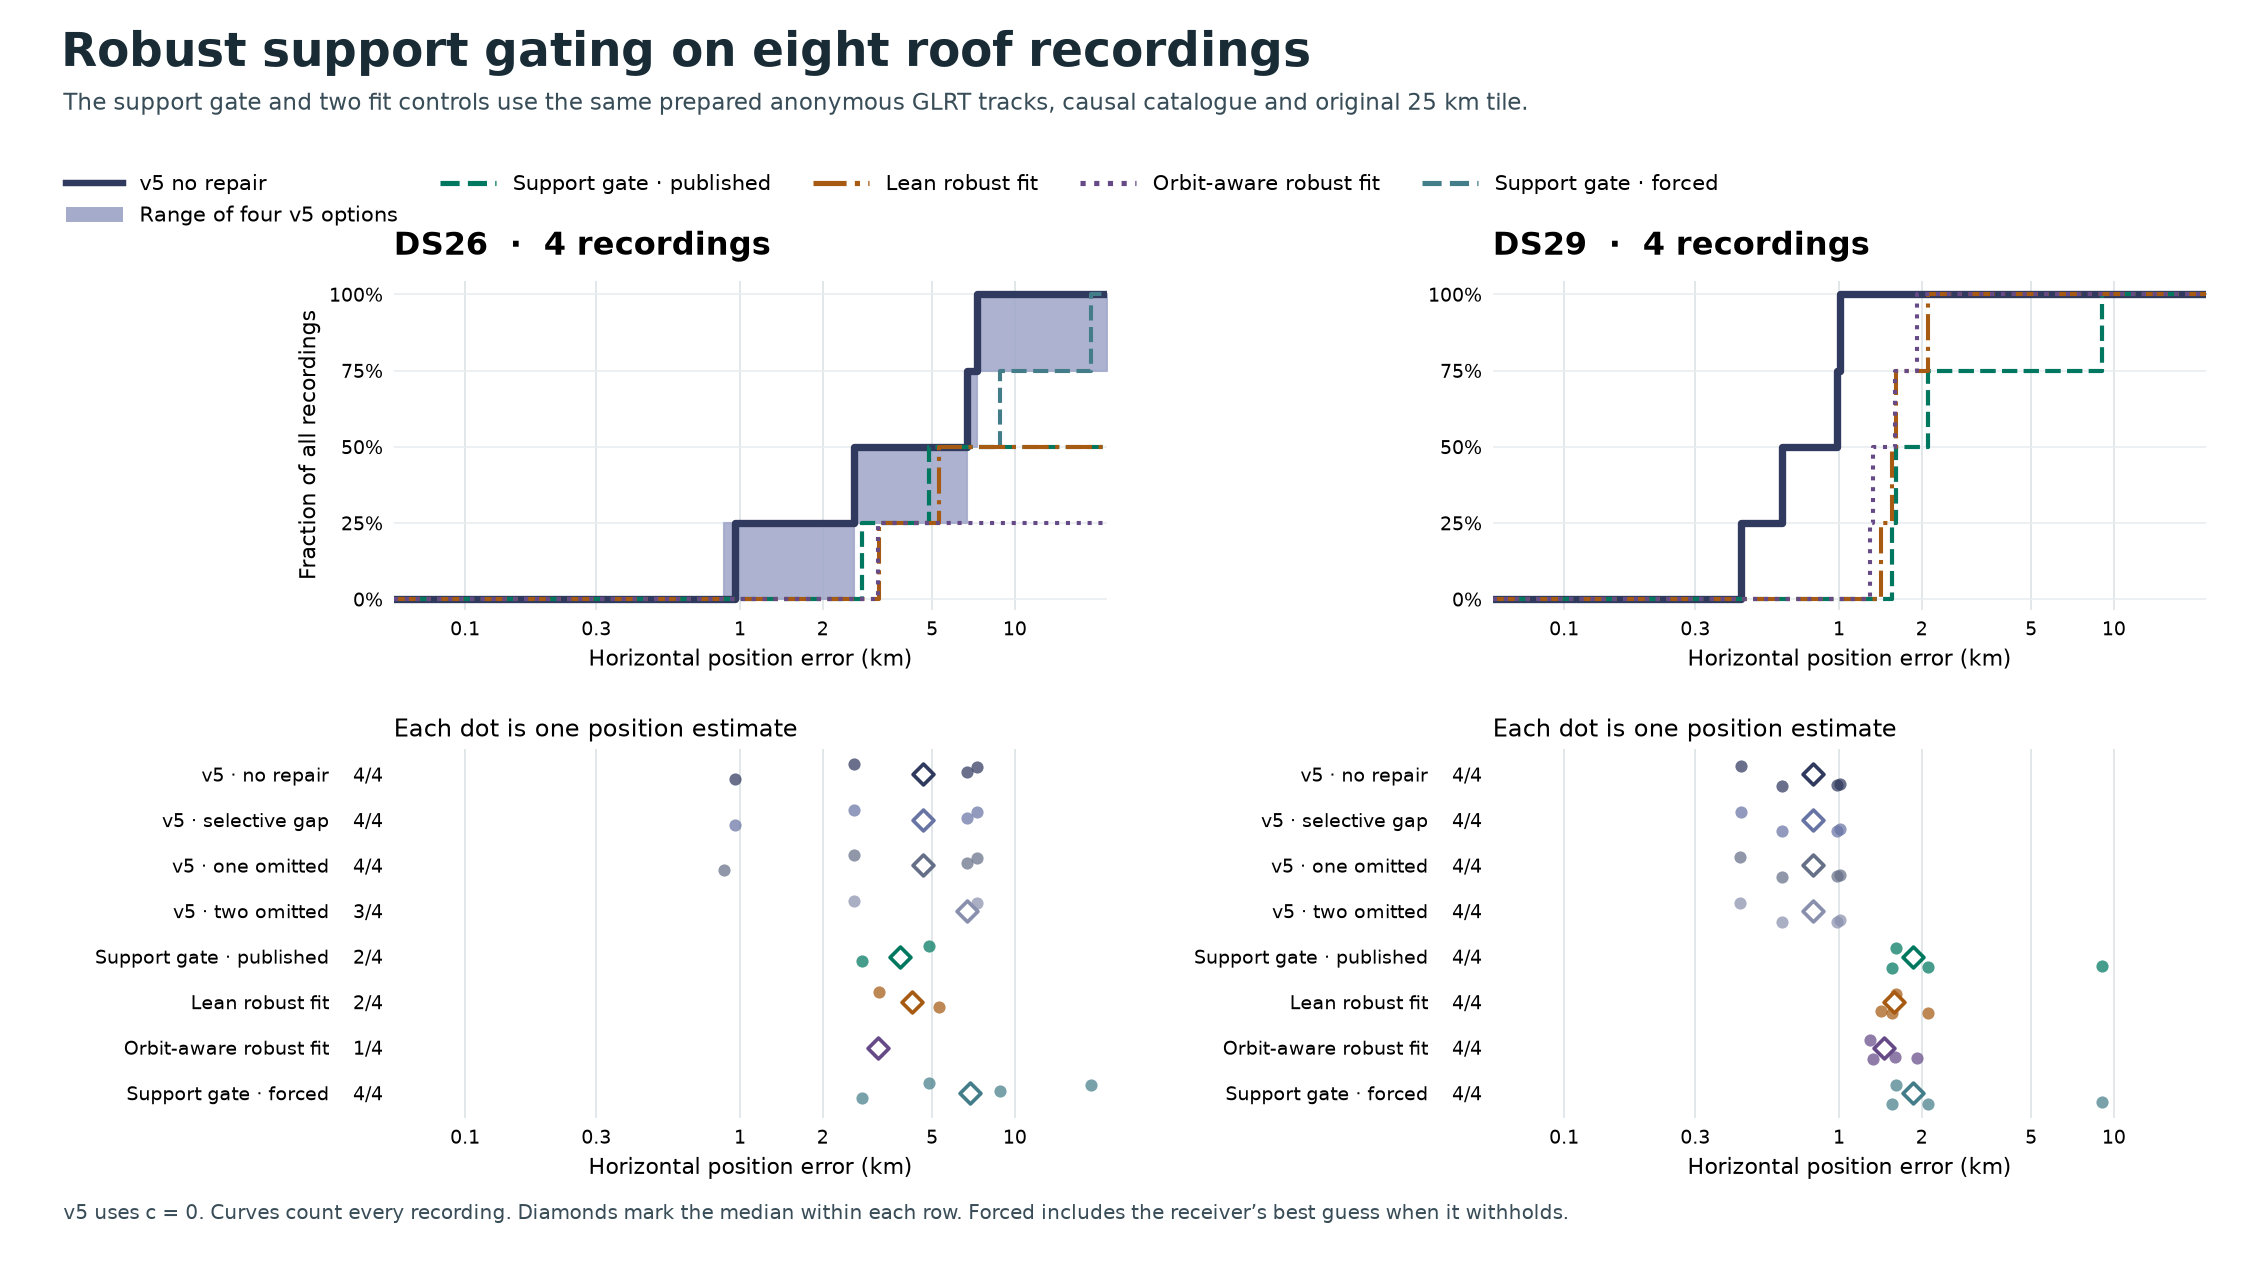 Robust support gating on eight roof recordings
The support gate and two fit controls use the same prepared anonymous GLRT tracks, causal catalogue and original 25 km tile.
v5 no repair
Support gate · published
Lean robust fit
Orbit-aware robust fit
Support gate · forced
Range of four v5 options
DS26 · 4 recordings
100%
75%
50%
25%
0%
Fraction of all recordings
0.1 0.3 1 2 5 10
Horizontal position error (km)
DS29 · 4 recordings
100%
75%
50%
25%
0%
0.1 0.3 1 2 5 10
Horizontal position error (km)
Each dot is one position estimate
v5 · no repair 4/4
v5 · selective gap 4/4
v5 · one omitted 4/4
v5 · two omitted 3/4
Support gate · published 2/4
Lean robust fit 2/4
Orbit-aware robust fit 1/4
Support gate · forced 4/4
0.1 0.3 1 2 5 10
Horizontal position error (km)
Each dot is one position estimate
v5 · no repair 4/4
v5 · selective gap 4/4
v5 · one omitted 4/4
v5 · two omitted 4/4
Support gate · published 4/4
Lean robust fit 4/4
Orbit-aware robust fit 4/4
Support gate · forced 4/4
0.1 0.3 1 2 5 10
Horizontal position error (km)
v5 uses c = 0. Curves count every recording. Diamonds mark the median within each row. Forced includes the receiver’s best guess when it withholds.